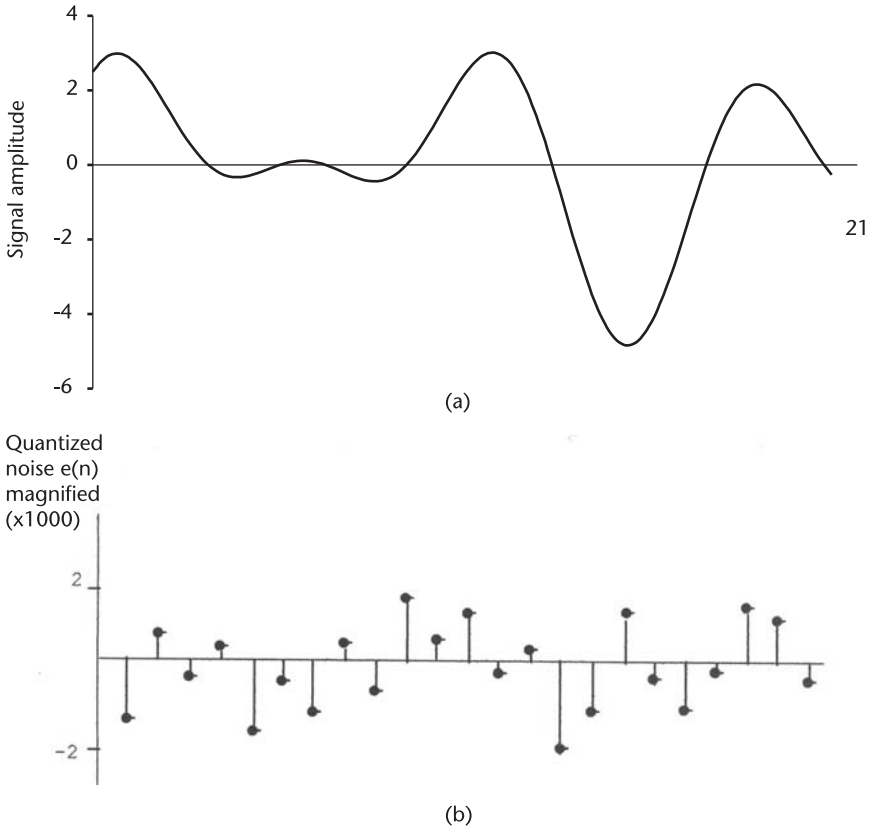 4
2
0
-2
-4
-6
Signal amplitude
21
(a)
Quantized
noise e(n)
magnified
(x1000)
2
-2
(b)